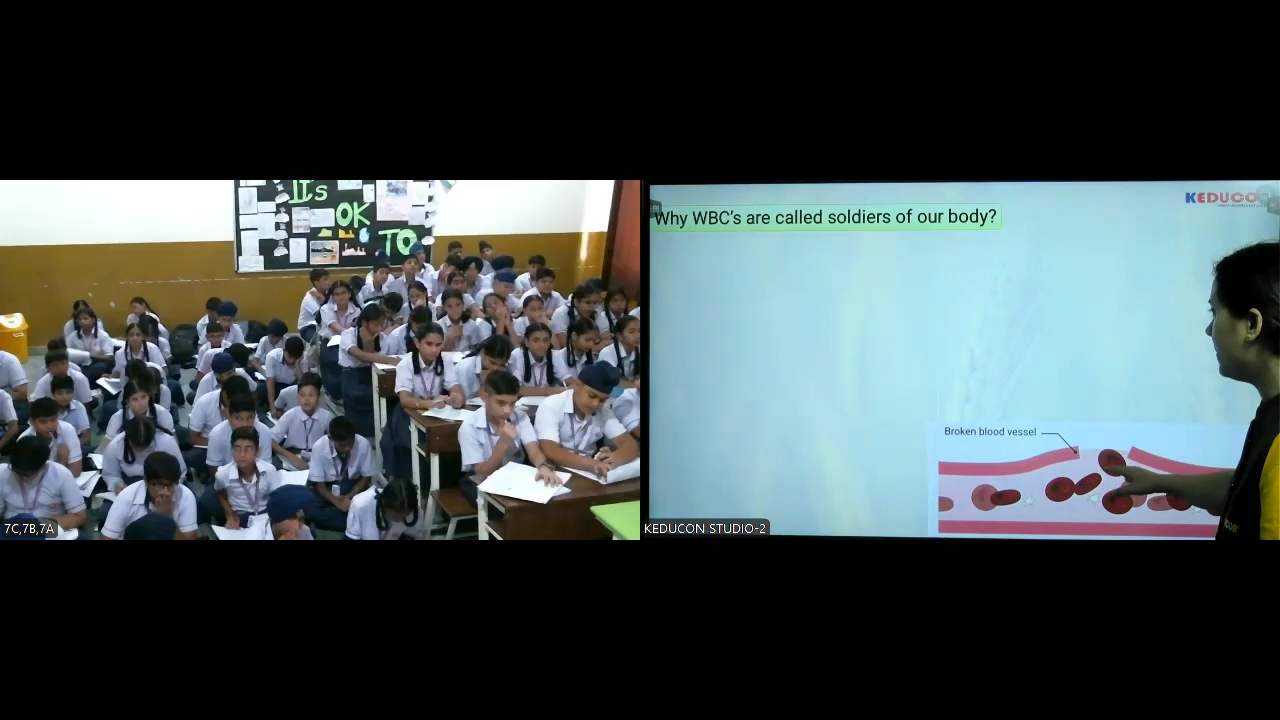 It's
OK
TO
7C,7B,7A
KEDUCON
Why WBC's are called soldiers of our body?
Broken blood vessel
KEDUCON STUDIO-2